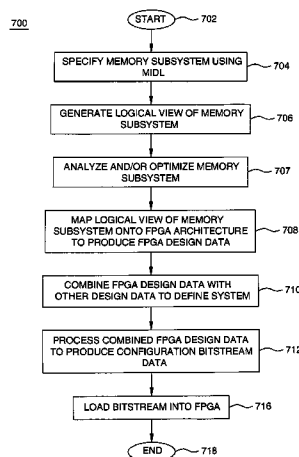 700
START
702
SPECIFY MEMORY SUBSYSTEM USING
MIDL
704
GENERATE LOGICAL VIEW OF MEMORY
SUBSYSTEM
706
ANALYZE AND/OR OPTIMIZE MEMORY
SUBSYSTEM
707
MAP LOGICAL VIEW OF MEMORY
SUBSYSTEM ONTO FPGA ARCHITECTURE
TO PRODUCE FPGA DESIGN DATA
708
COMBINE FPGA DESIGN DATA WITH
OTHER DESIGN DATA TO DEFINE SYSTEM
710
PROCESS COMBINED FPGA DESIGN DATA
TO PRODUCE CONFIGURATION BITSTREAM
DATA
712
LOAD BITSTREAM INTO FPGA
716
END
718